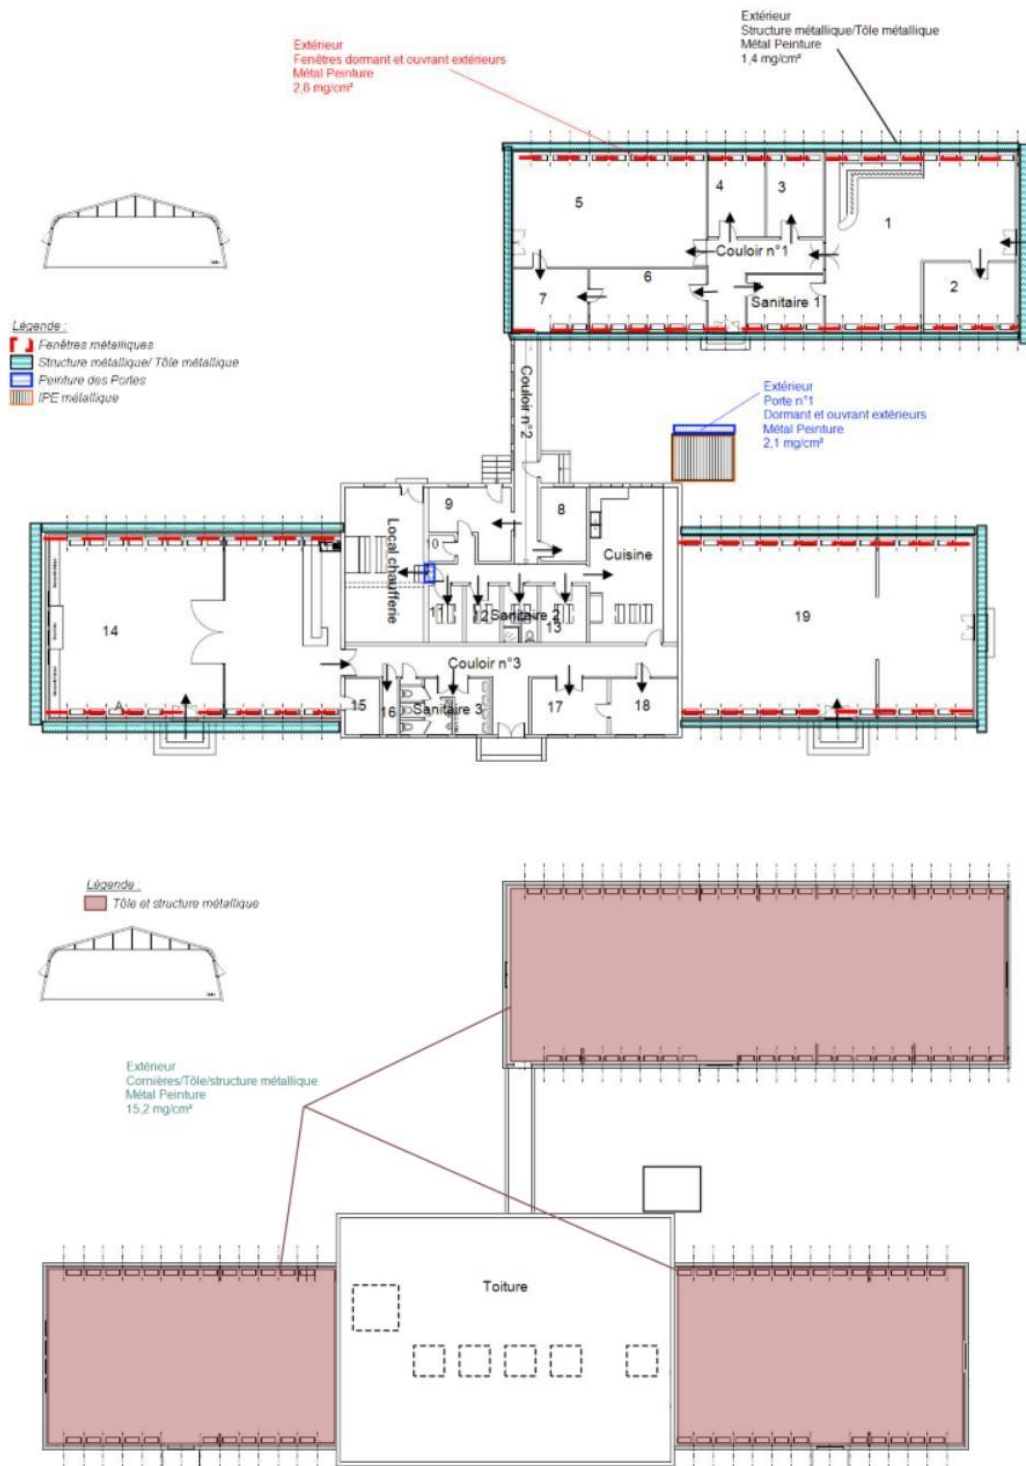 Extérieur
Structure métallique/Tôle métallique
Métal Peinture
1,4 mg/cm²
Extérieur
Fenêtres dormant et ouvrant extérieurs
Métal Peinture
2,8 mg/cm²
5
4
3
1
Couloir n°1
6
7
Sanitaire 1
2
Légende :
Fenêtres métalliques
Structure métallique/ Tôle métallique
Peinture des Portes
IPE métallique
Couloir n°2
Extérieur
Porte n°1
Dormant et ouvrant extérieurs
Métal Peinture
2,1 mg/cm²
9
8
10
Local chaufferie
Cuisine
11
12
Sanitaire 2
13
14
19
Couloir n°3
15
16
Sanitaire 3
17
18
A
Légende :
Tôle et structure métallique
Extérieur
Cornières/Tôle/structure métallique
Métal Peinture
15,2 mg/cm²
Toiture